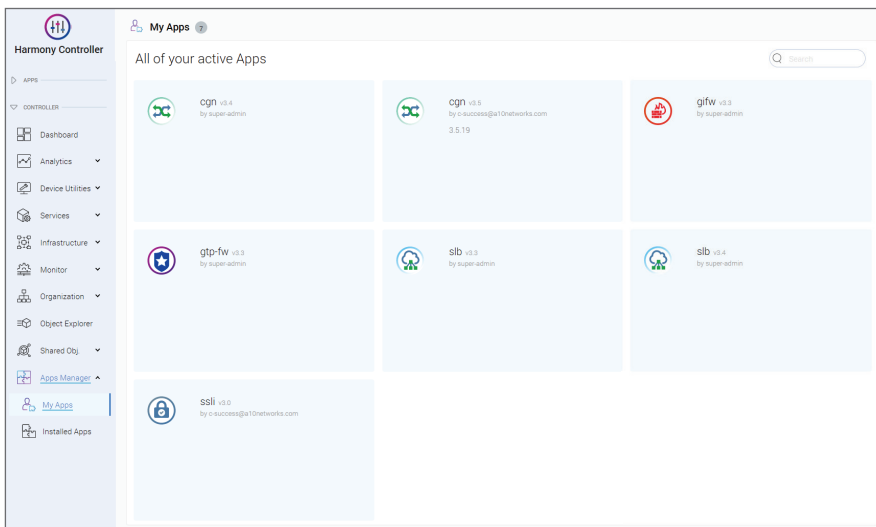 Harmony Controller
APPS
CONTROLLER
Dashboard
Analytics
Device Utilities
Services
Infrastructure
Monitor
Organization
Object Explorer
Shared Obj.
Apps Manager
My Apps
Installed Apps
My Apps 7
All of your active Apps
Search
cgn v3.4
by super-admin
cgn v3.5
by c-success@a10networks.com
3.5.19
gifw v3.3
by super-admin
gtp-fw v3.3
by super-admin
slb v3.3
by super-admin
slb v3.4
by super-admin
ssli v3.0
by c-success@a10networks.com